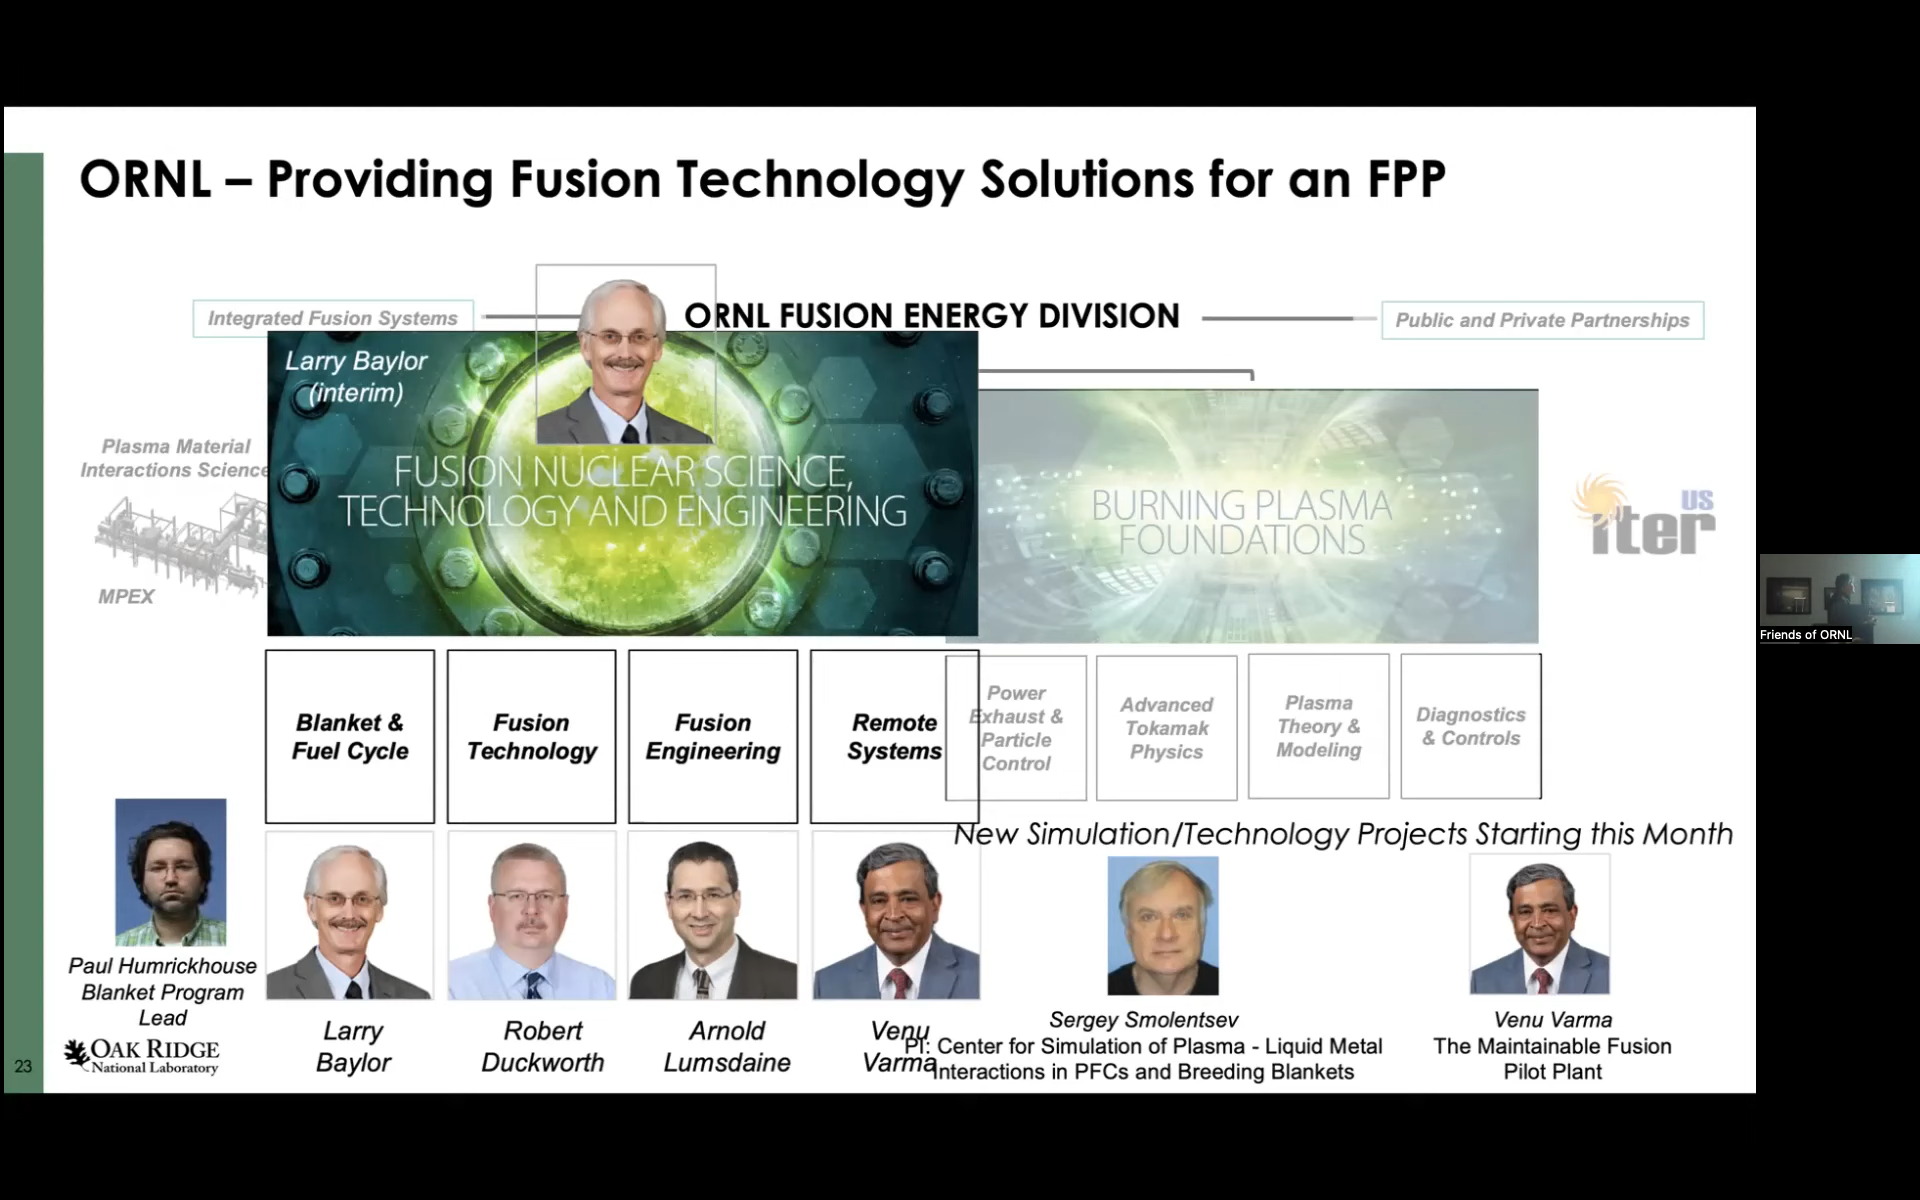 ORNL – Providing Fusion Technology Solutions for an FPP
Integrated Fusion Systems
ORNL FUSION ENERGY DIVISION
Public and Private Partnerships
Larry Baylor
(interim)
Plasma Material
Interactions Science
MPEX
FUSION NUCLEAR SCIENCE,
TECHNOLOGY AND ENGINEERING
BURNING PLASMA
FOUNDATIONS
US
iter
Friends of ORNL
Blanket &
Fuel Cycle
Fusion
Technology
Fusion
Engineering
Remote
Systems
Power
Exhaust &
Particle
Control
Advanced
Tokamak
Physics
Plasma
Theory &
Modeling
Diagnostics
& Controls
New Simulation/Technology Projects Starting this Month
Paul Humrickhouse
Blanket Program
Lead
Larry
Baylor
Robert
Duckworth
Arnold
Lumsdaine
Venu
Varma
Sergey Smolentsev
PI: Center for Simulation of Plasma - Liquid Metal
Interactions in PFCs and Breeding Blankets
Venu Varma
The Maintainable Fusion
Pilot Plant
23
OAK RIDGE
National Laboratory